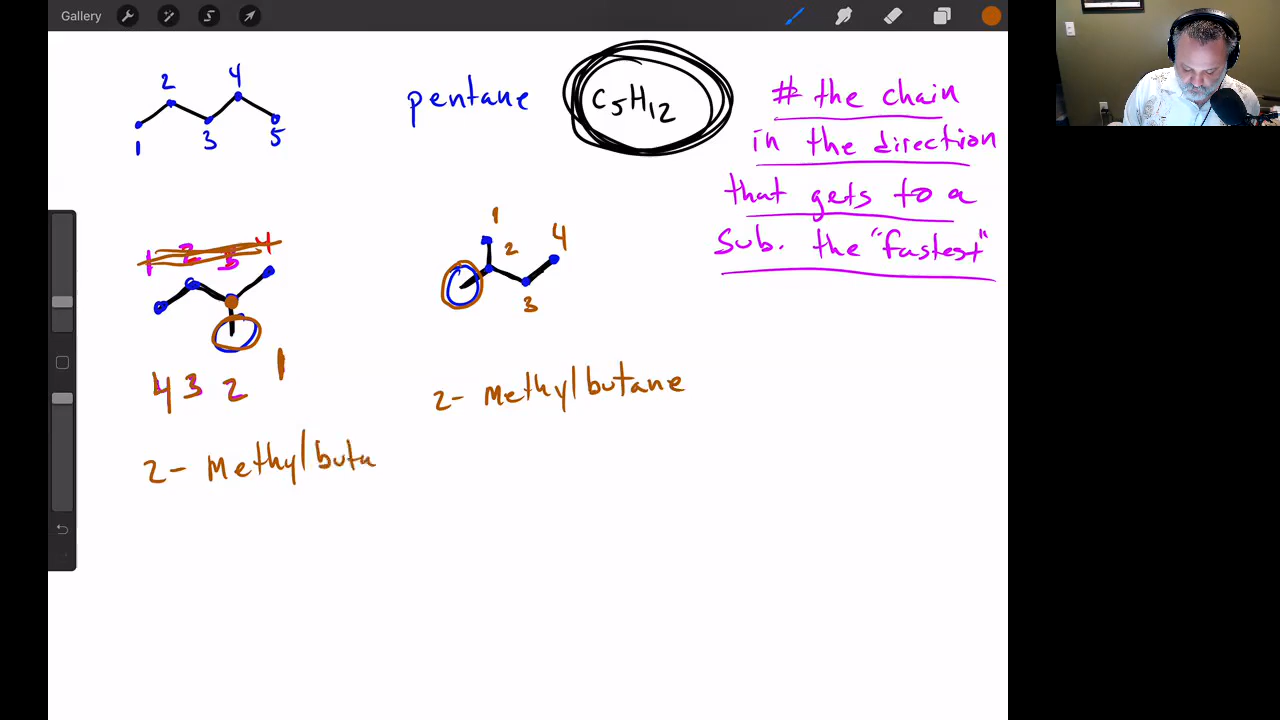 Gallery
2 4
1 3 5
pentane
C5H12
# the chain
in the direction
that gets to a
Sub. the "fastest"
1 2 3 4
4 3 2 1
2- Methylbuta
1
2 4
3
2- Methylbutane